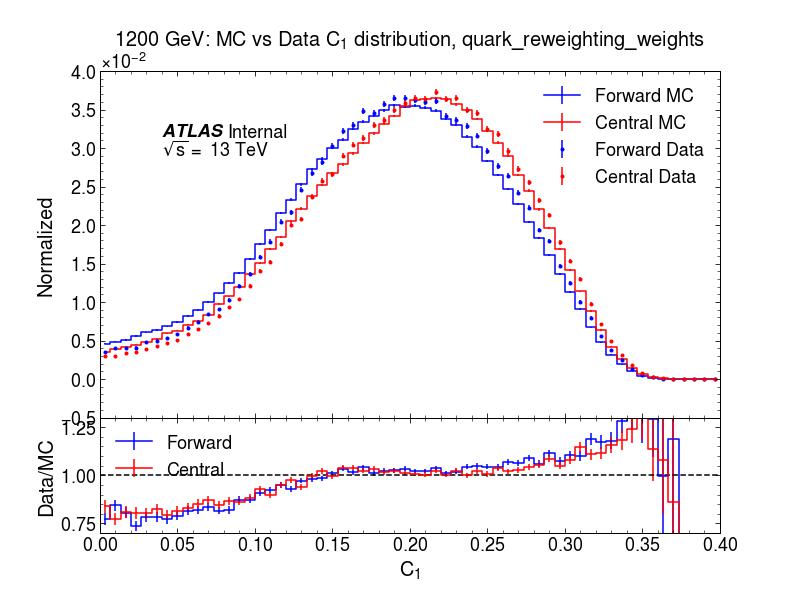 1200 GeV: MC vs Data C₁ distribution, quark_reweighting_weights
×10⁻²
4.0
3.5
3.0
2.5
2.0
1.5
1.0
0.5
0.0
0.5
Normalized
ATLAS Internal
√s = 13 TeV
Forward MC
Central MC
Forward Data
Central Data
1.25
1.00
0.75
Data/MC
Forward
Central
0.00 0.05 0.10 0.15 0.20 0.25 0.30 0.35 0.40
C₁